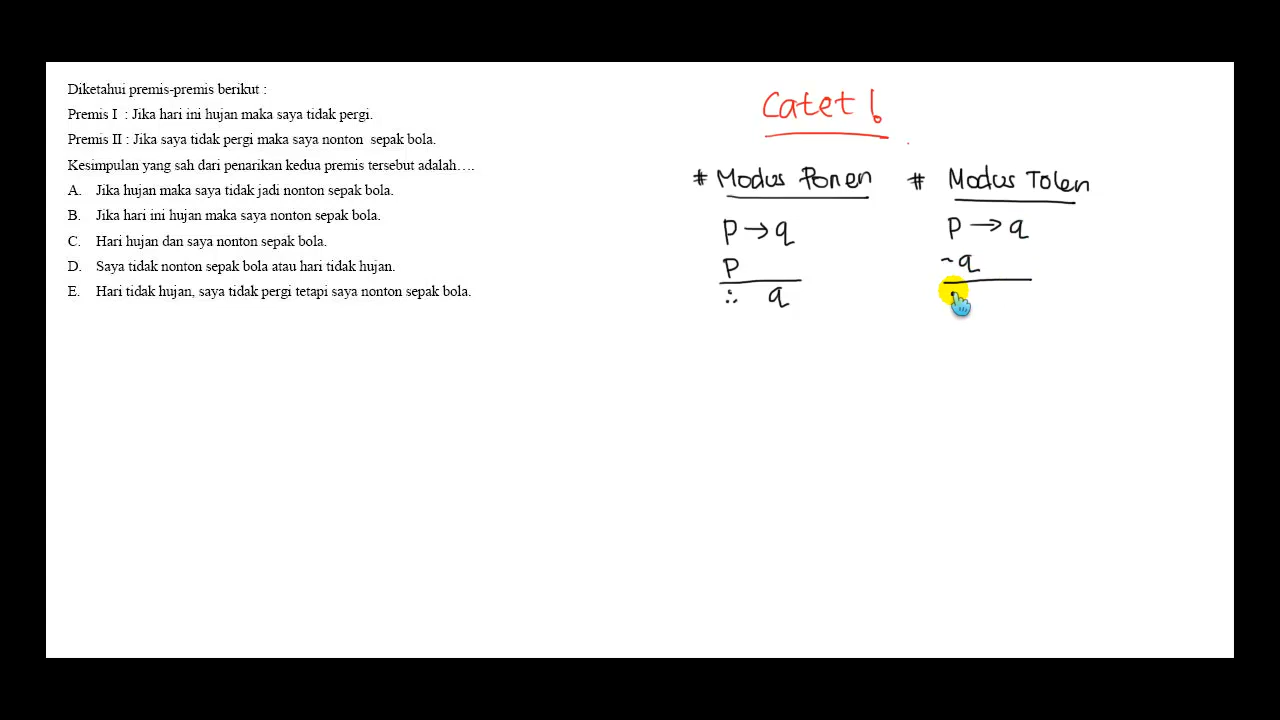 Diketahui premis-premis berikut :
Premis I : Jika hari ini hujan maka saya tidak pergi.
Premis II : Jika saya tidak pergi maka saya nonton sepak bola.
Kesimpulan yang sah dari penarikan kedua premis tersebut adalah….
A. Jika hujan maka saya tidak jadi nonton sepak bola.
B. Jika hari ini hujan maka saya nonton sepak bola.
C. Hari hujan dan saya nonton sepak bola.
D. Saya tidak nonton sepak bola atau hari tidak hujan.
E. Hari tidak hujan, saya tidak pergi tetapi saya nonton sepak bola.
Catet !
# Modus Ponen
p → q
p
∴ q
# Modus Tolen
p → q
~q